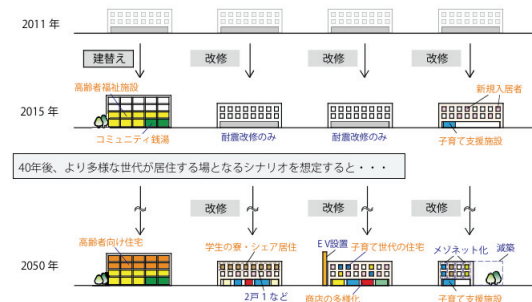 2011 年
建替え
改修
改修
改修
高齢者福祉施設
新規入居者
2015 年
コミュニティ銭湯
耐震改修のみ
耐震改修のみ
子育て支援施設
40年後、より多様な世代が居住する場となるシナリオを想定すると・・・
改修
改修
改修
高齢者向け住宅
学生の寮・シェア居住
EV設置
子育て世代の住宅
メゾネット化
減築
2050 年
2戸1など
商店の多様化
子育て支援施設